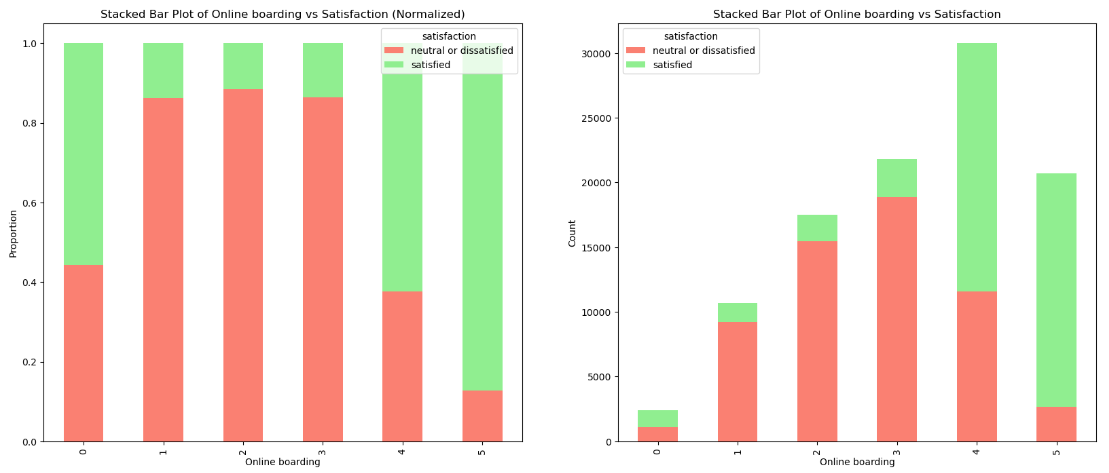 Stacked Bar Plot of Online boarding vs Satisfaction (Normalized)
satisfaction
neutral or dissatisfied
satisfied
1.0
0.8
0.6
0.4
0.2
0.0
Proportion
0 1 2 3 4 5
Online boarding
Stacked Bar Plot of Online boarding vs Satisfaction
satisfaction
neutral or dissatisfied
satisfied
30000
25000
20000
15000
10000
5000
0
Count
0 1 2 3 4 5
Online boarding